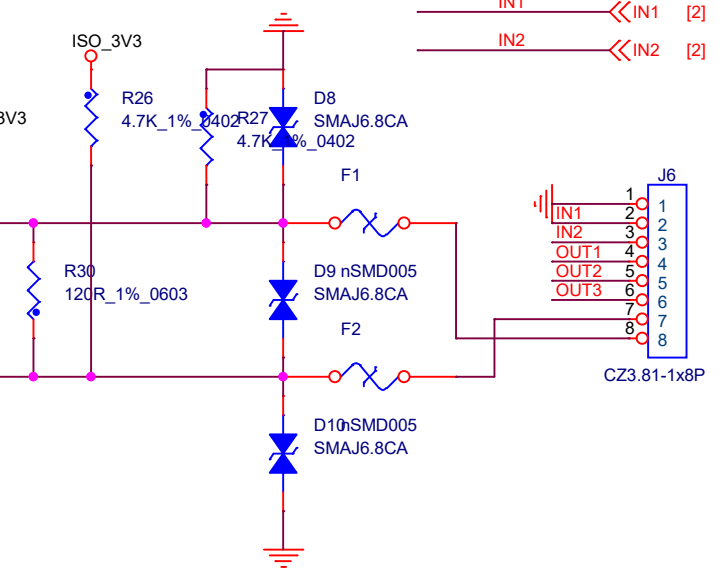 IN1
IN1 [2]
IN2
IN2 [2]
ISO_3V3
3V3
R26
4.7K_1%_0402
R27
4.7K_1%_0402
D8
SMAJ6.8CA
F1
J6
1
1
IN1
2
2
IN2
3
3
OUT1
4
4
OUT2
5
5
OUT3
6
6
7
7
8
8
R30
120R_1%_0603
D9 nSMD005
SMAJ6.8CA
F2
CZ3.81-1x8P
D10 nSMD005
SMAJ6.8CA